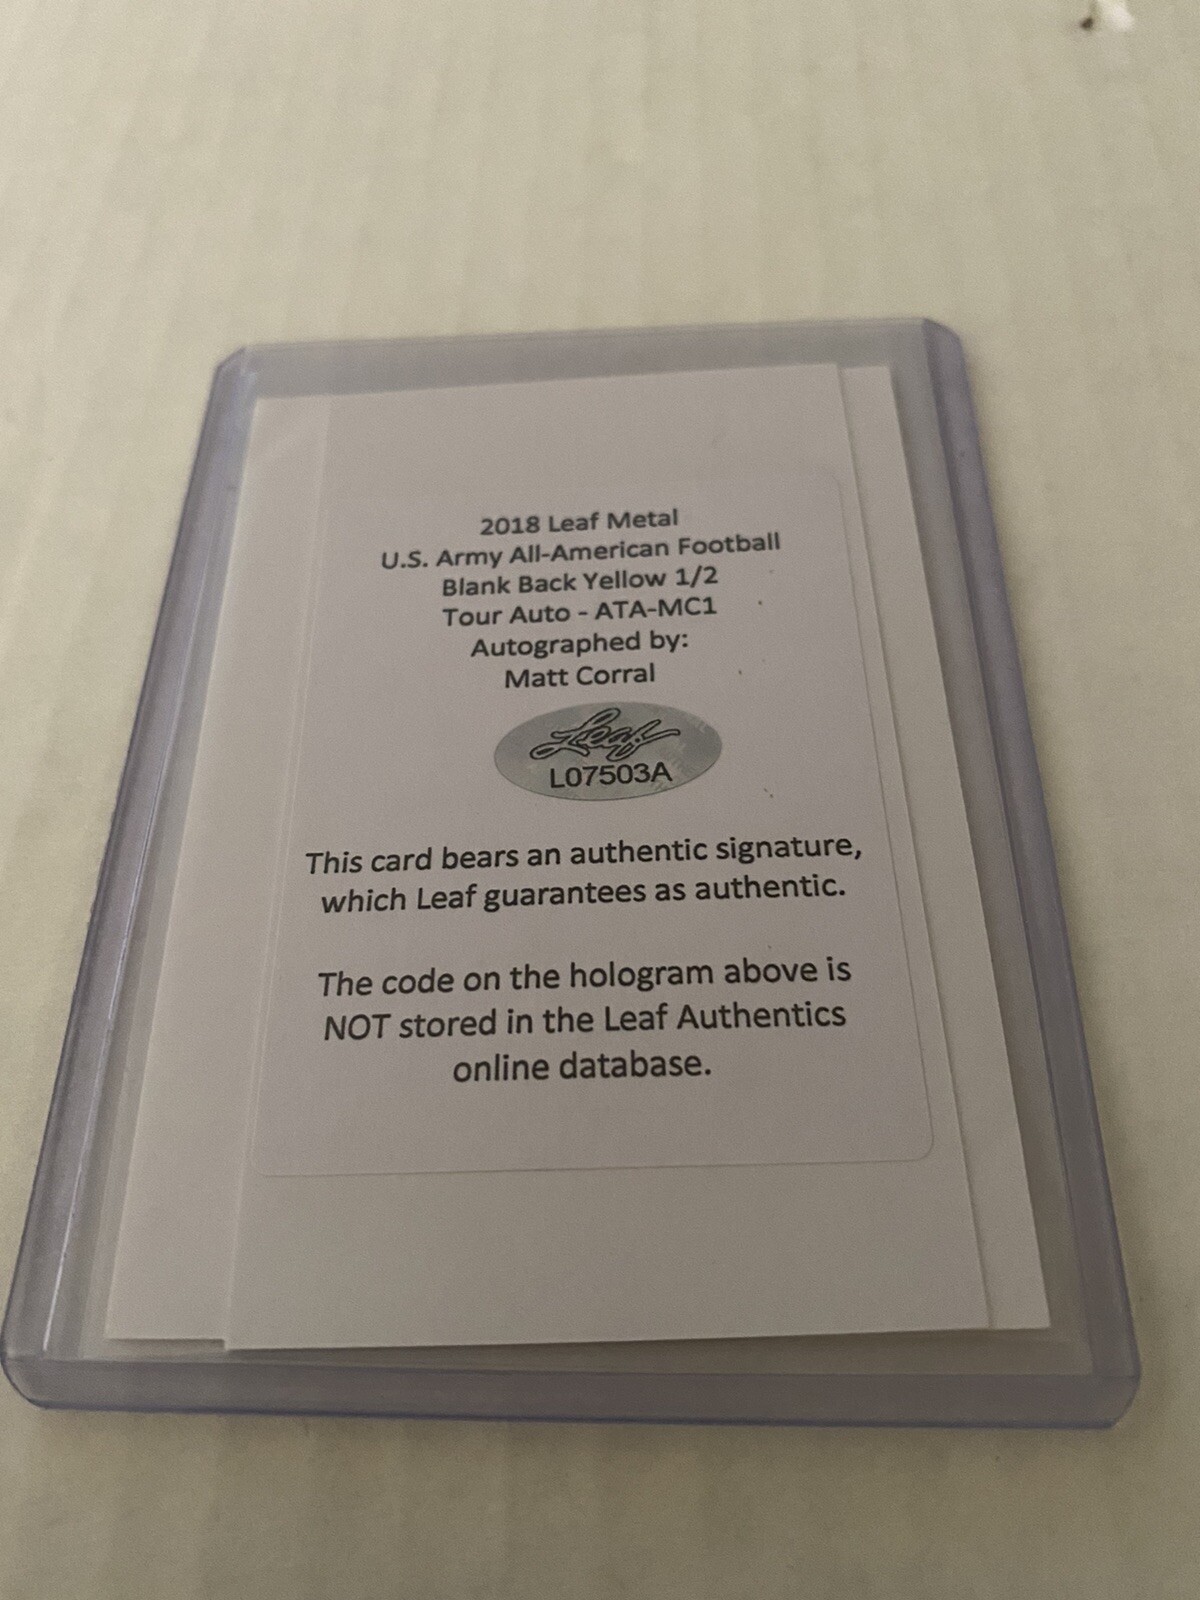 2018 Leaf Metal
U.S. Army All-American Football
Blank Back Yellow 1/2
Tour Auto - ATA-MC1
Autographed by:
Matt Corral
Leaf
L07503A
This card bears an authentic signature,
which Leaf guarantees as authentic.
The code on the hologram above is
NOT stored in the Leaf Authentics
online database.